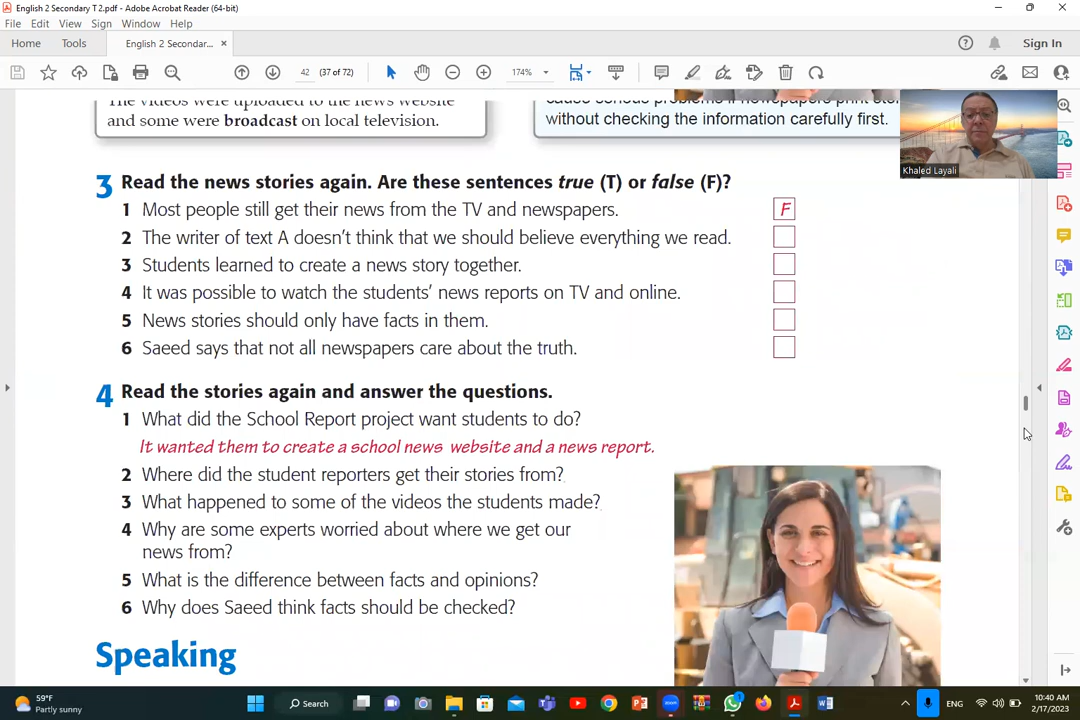 English 2 Secondary T 2.pdf - Adobe Acrobat Reader (64-bit)
File Edit View Sign Window Help
Home Tools English 2 Secondar... ×
Sign In
42 (37 of 72) 174%
The videos were uploaded to the news website
and some were broadcast on local television.
without checking the information carefully first.
Khaled Layali
3 Read the news stories again. Are these sentences true (T) or false (F)?
1 Most people still get their news from the TV and newspapers. F
2 The writer of text A doesn't think that we should believe everything we read.
3 Students learned to create a news story together.
4 It was possible to watch the students' news reports on TV and online.
5 News stories should only have facts in them.
6 Saeed says that not all newspapers care about the truth.
4 Read the stories again and answer the questions.
1 What did the School Report project want students to do?
It wanted them to create a school news website and a news report.
2 Where did the student reporters get their stories from?
3 What happened to some of the videos the students made?
4 Why are some experts worried about where we get our
news from?
5 What is the difference between facts and opinions?
6 Why does Saeed think facts should be checked?
Speaking
59°F
Partly sunny
Search
ENG
10:40 AM
2/17/2023